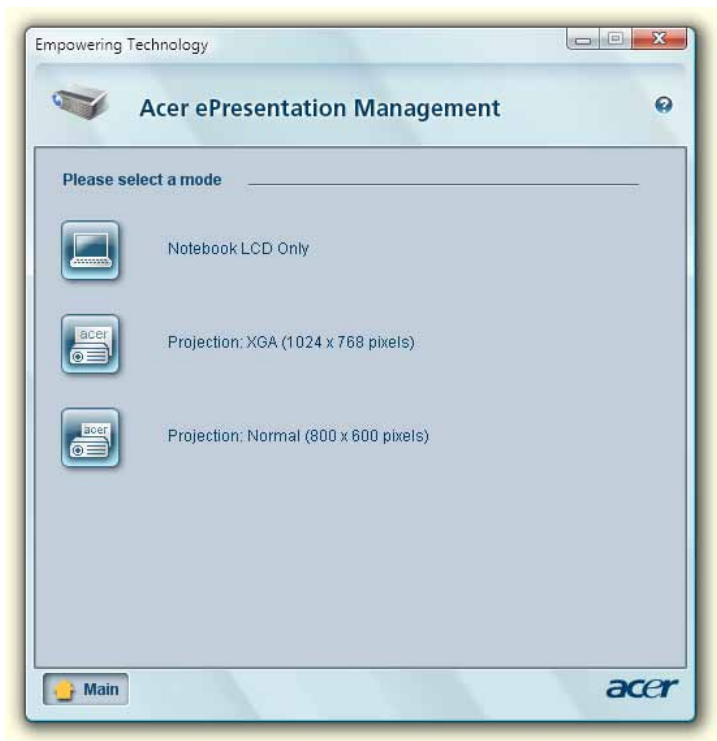 Empowering Technology
Acer ePresentation Management
?
Please select a mode
Notebook LCD Only
acer
Projection: XGA (1024 x 768 pixels)
acer
Projection: Normal (800 x 600 pixels)
Main
acer